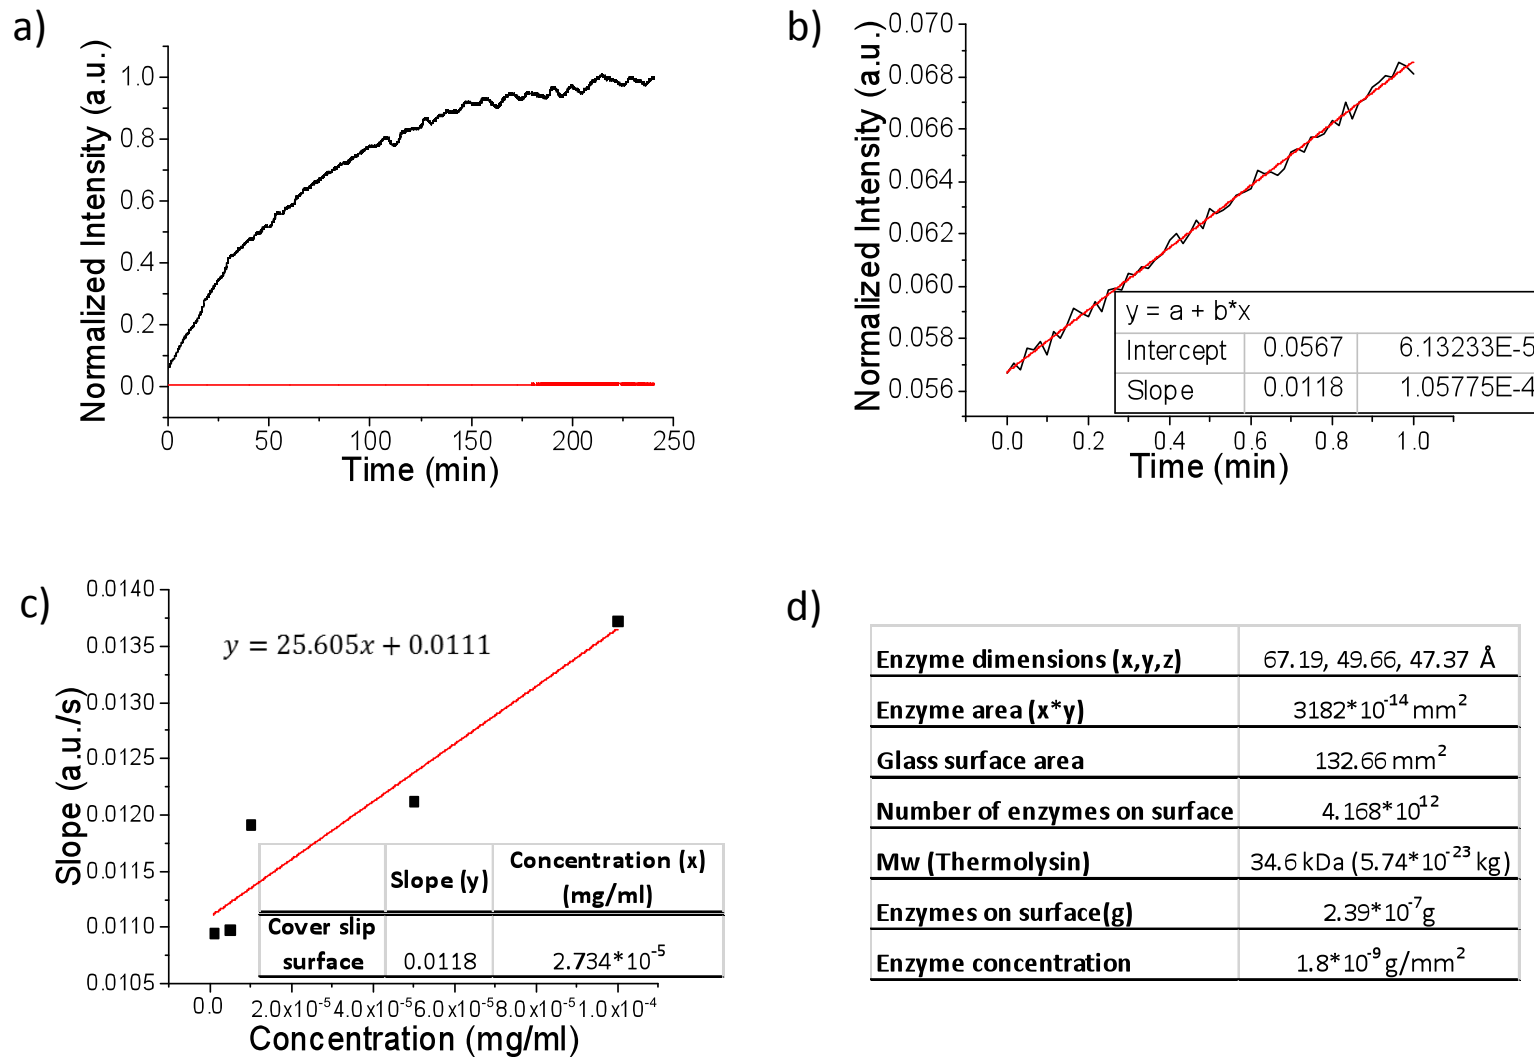 a)
Normalized Intensity (a.u.)
1.0
0.8
0.6
0.4
0.2
0.0
0 50 100 150 200 250
Time (min)
b)
Normalized Intensity (a.u.)
0.070
0.068
0.066
0.064
0.062
0.060
0.058
0.056
y = a + b*x
Intercept 0.0567 6.13233E-5
Slope 0.0118 1.05775E-4
0.0 0.2 0.4 0.6 0.8 1.0
Time (min)
c)
Slope (a.u./s)
0.0140
0.0135
0.0130
0.0125
0.0120
0.0115
0.0110
0.0105
y = 25.605x + 0.0111
Slope (y) Concentration (x)
(mg/ml)
Cover slip
surface 0.0118 2.734*10⁻⁵
0.0 2.0x10⁻⁵ 4.0x10⁻⁵ 6.0x10⁻⁵ 8.0x10⁻⁵ 1.0x10⁻⁴
Concentration (mg/ml)
d)
Enzyme dimensions (x,y,z) 67.19, 49.66, 47.37 Å
Enzyme area (x*y) 3182*10⁻¹⁴ mm²
Glass surface area 132.66 mm²
Number of enzymes on surface 4.168*10¹²
Mw (Thermolysin) 34.6 kDa (5.74*10⁻²³ kg)
Enzymes on surface(g) 2.39*10⁻⁷g
Enzyme concentration 1.8*10⁻⁹ g/mm²